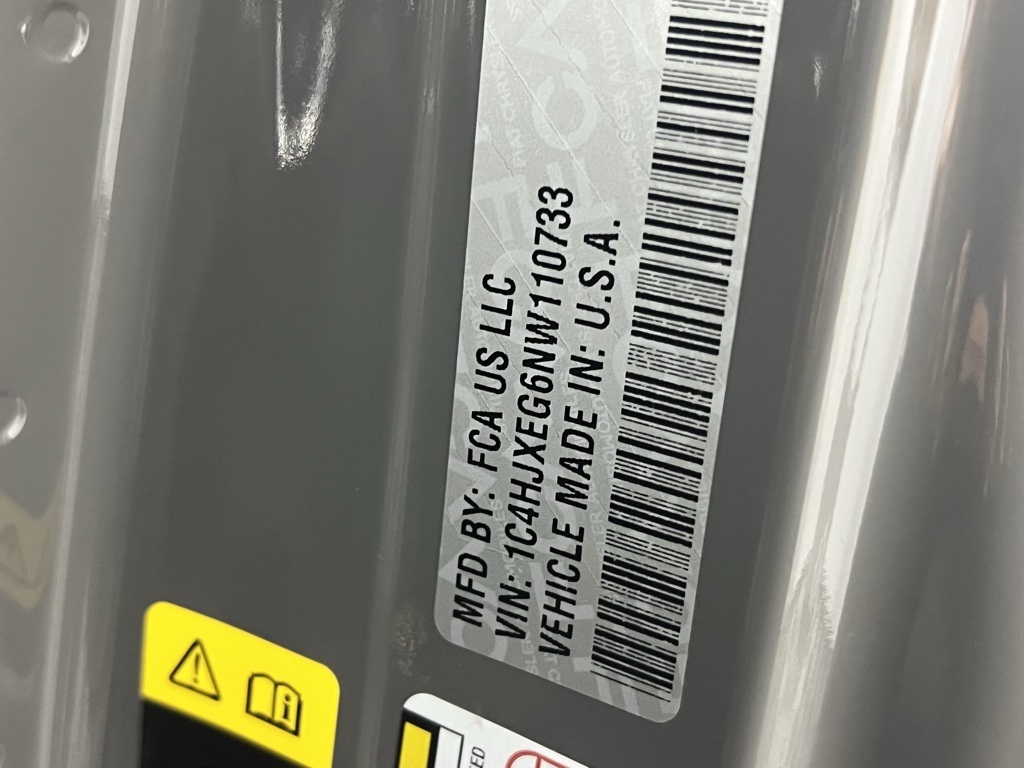 MFD BY: FCA US LLC
VIN: 1C4HJXEG6NW110733
VEHICLE MADE IN: U.S.A.